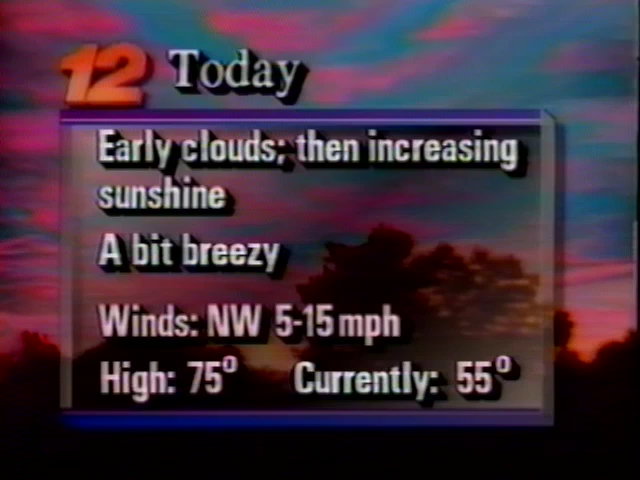 12 Today
Early clouds; then increasing
sunshine
A bit breezy
Winds: NW 5-15 mph
High: 75° Currently: 55°